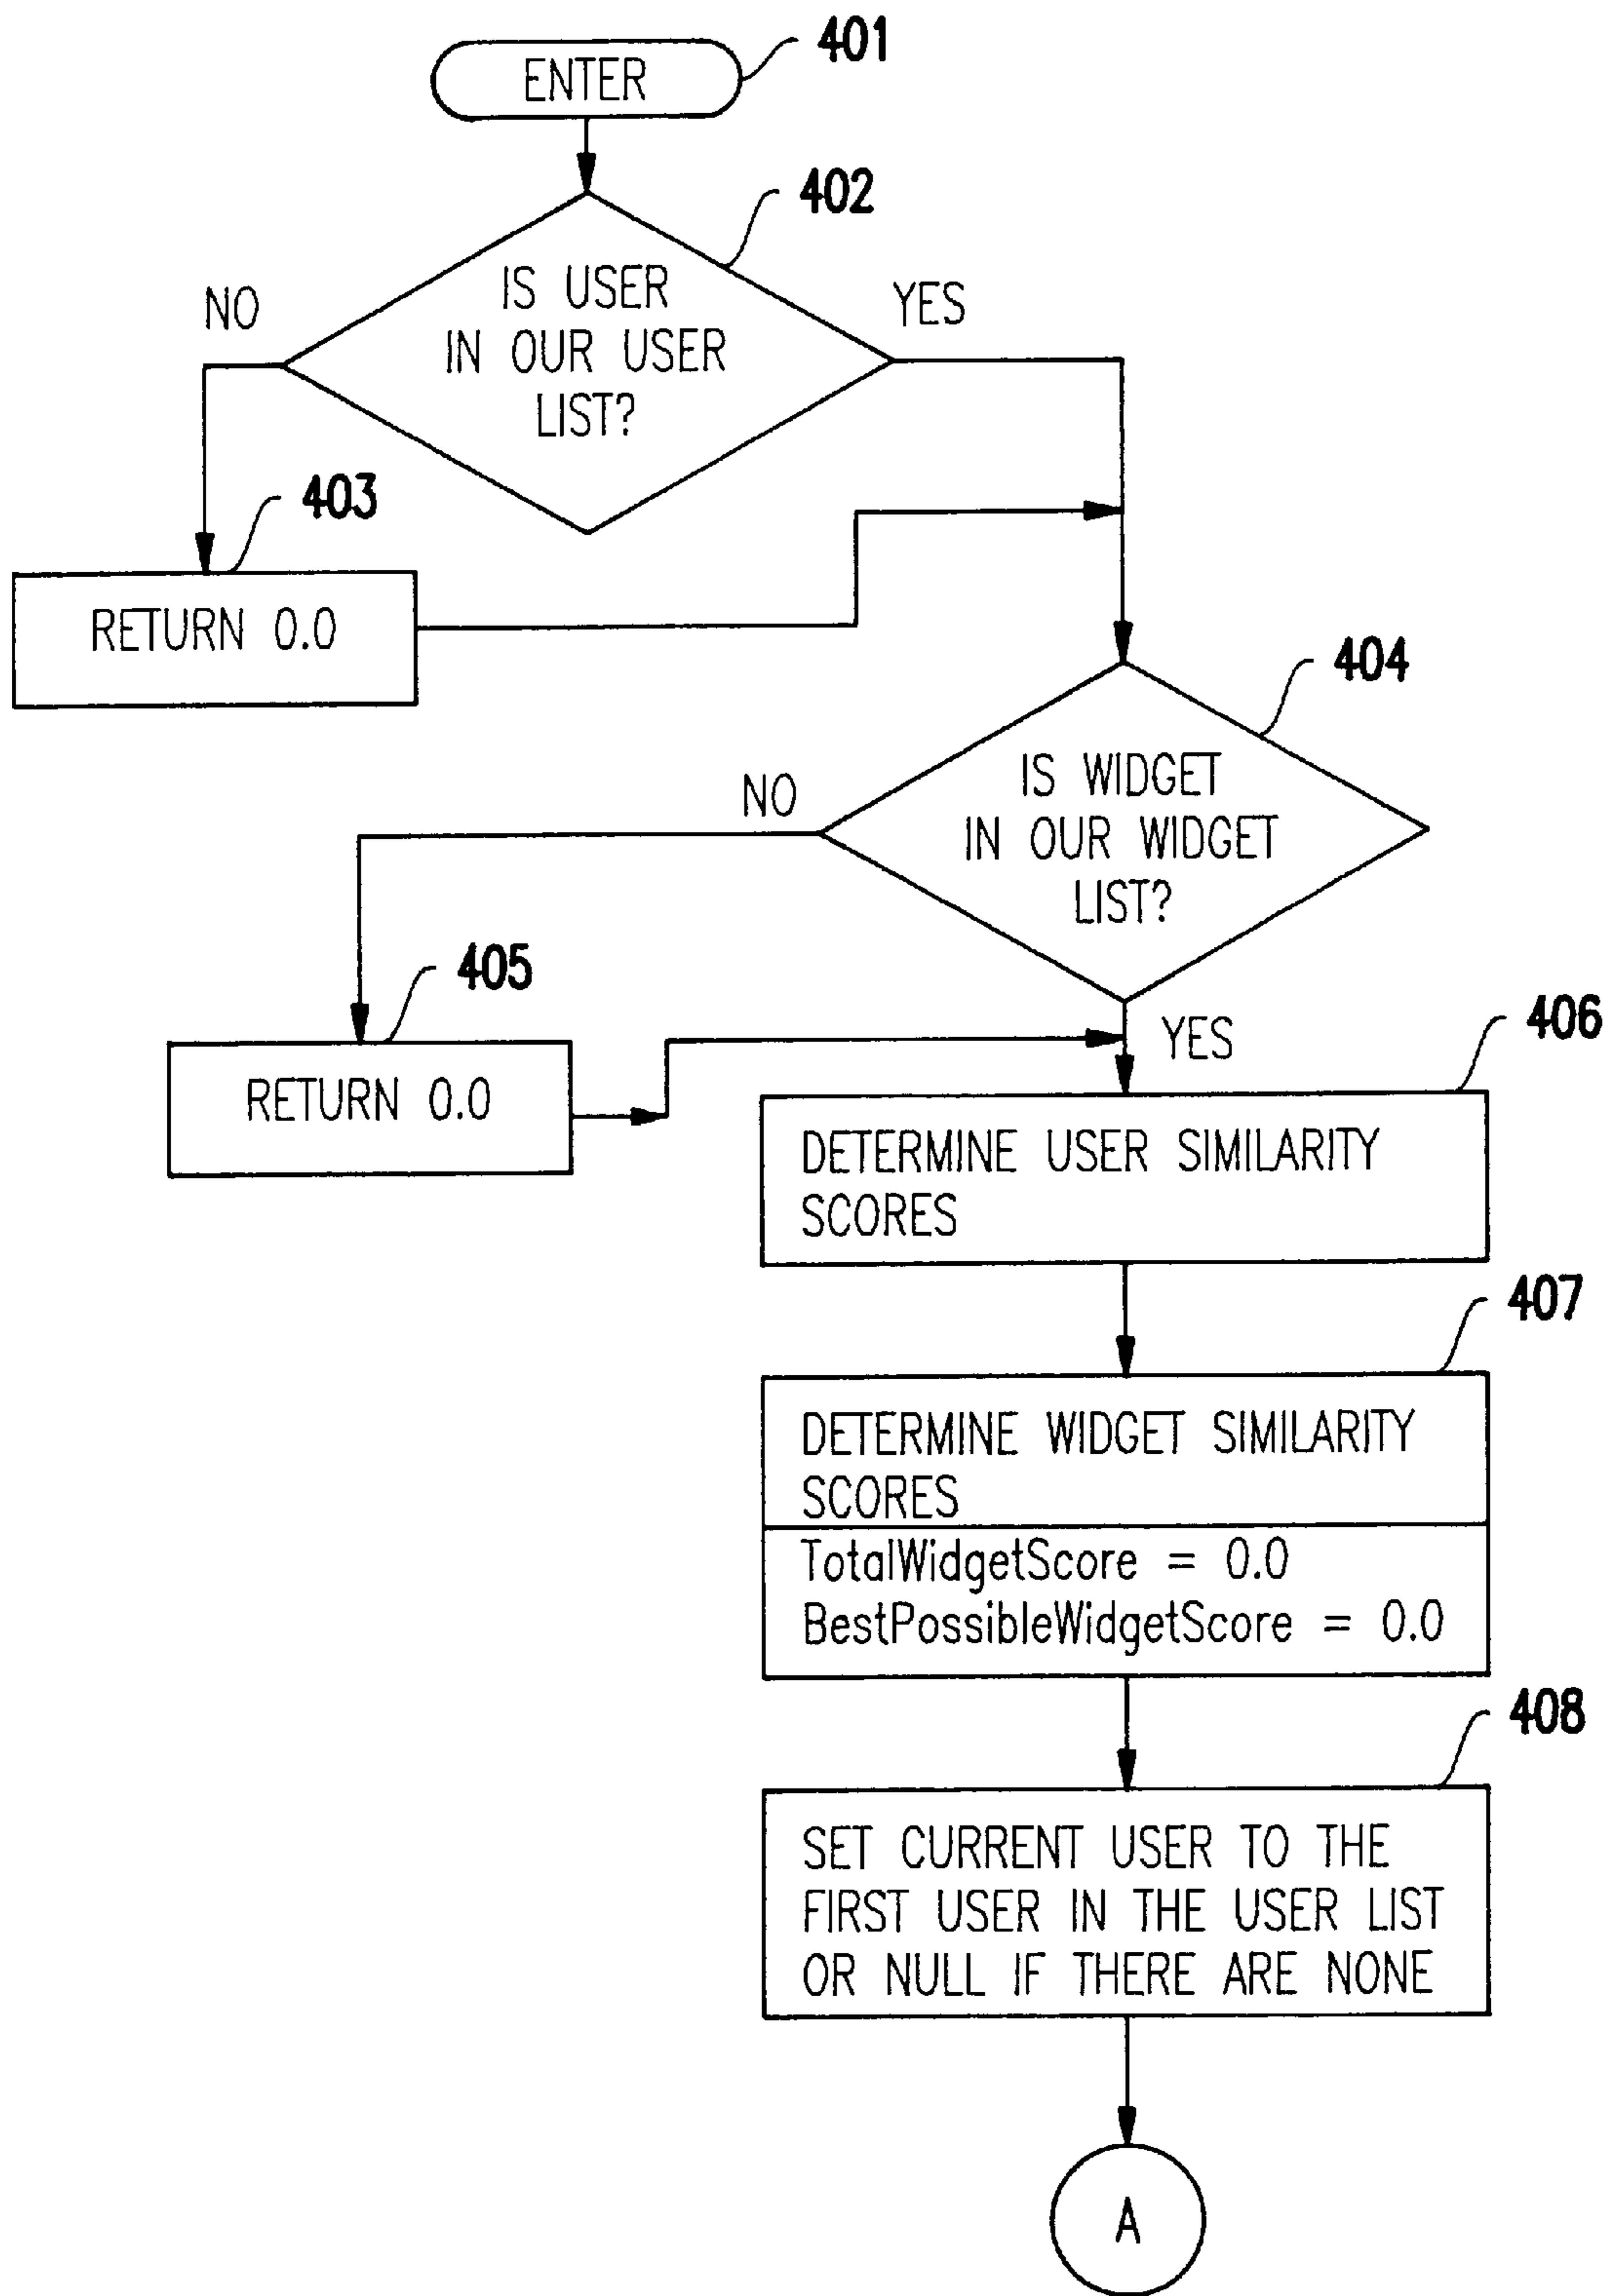 401
ENTER
402
NO
IS USER
IN OUR USER
LIST?
YES
403
RETURN 0.0
404
NO
IS WIDGET
IN OUR WIDGET
LIST?
405
RETURN 0.0
YES
406
DETERMINE USER SIMILARITY
SCORES
407
DETERMINE WIDGET SIMILARITY
SCORES
TotalWidgetScore = 0.0
BestPossibleWidgetScore = 0.0
408
SET CURRENT USER TO THE
FIRST USER IN THE USER LIST
OR NULL IF THERE ARE NONE
A